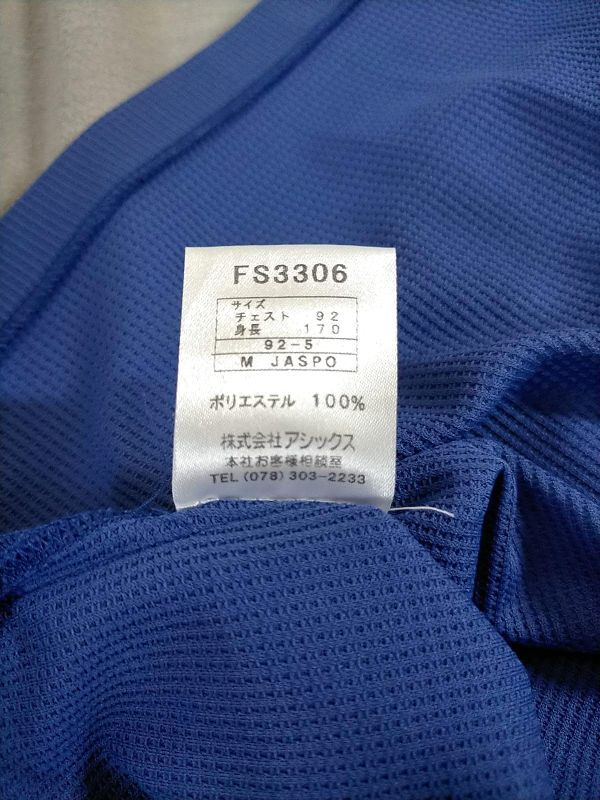 FS3306
サイズ
チェスト 92
身長 170
92-5
M JASPO
ポリエステル 100%
株式会社アシックス
本社お客様相談室
TEL (078) 303-2233